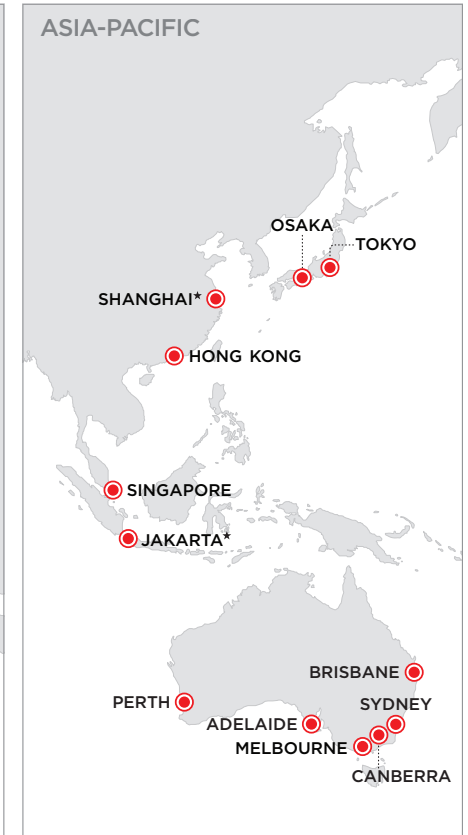 ASIA-PACIFIC
OSAKA
TOKYO
SHANGHAI★
HONG KONG
SINGAPORE
JAKARTA★
BRISBANE
PERTH
SYDNEY
ADELAIDE
MELBOURNE
CANBERRA